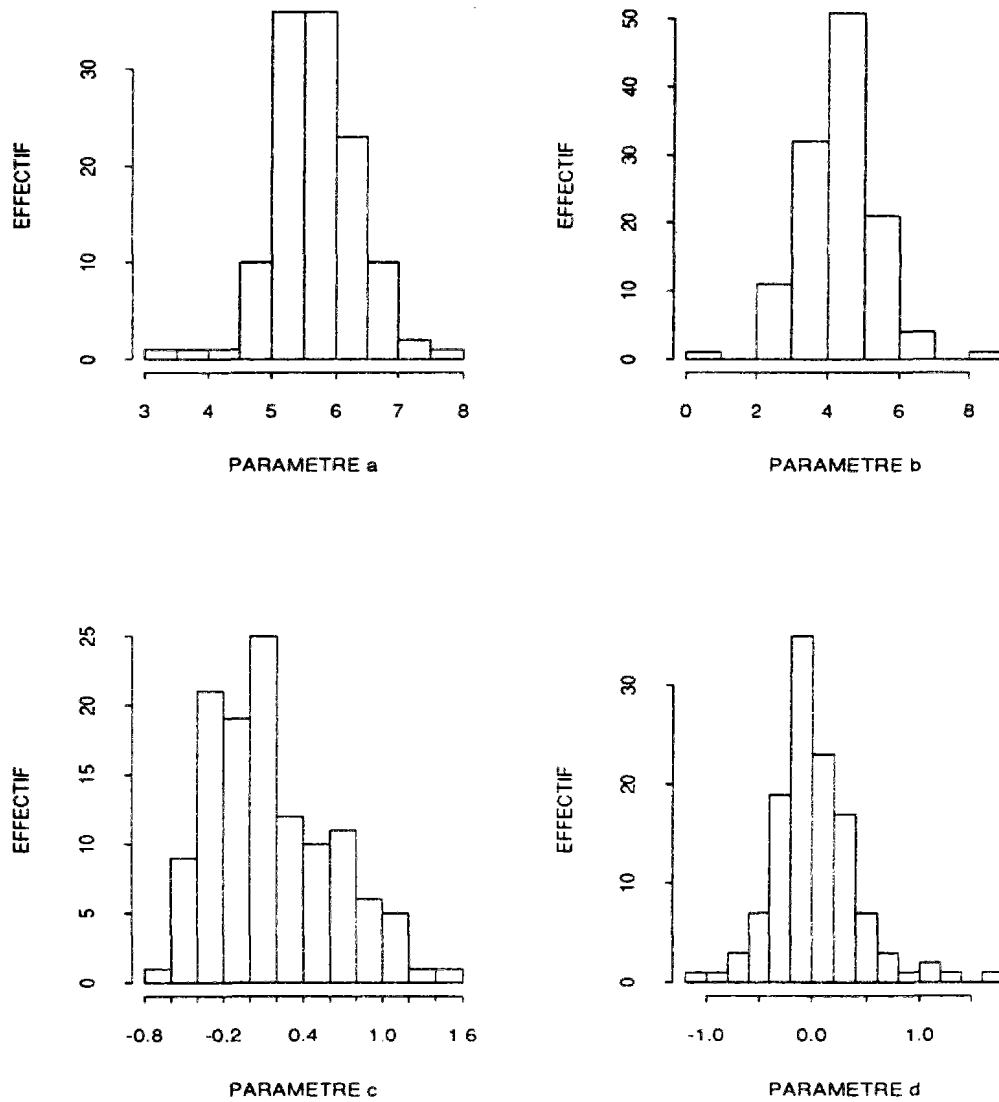 EFFECTIF
0 10 20 30
3 4 5 6 7 8
PARAMETRE a
EFFECTIF
0 10 20 30 40 50
0 2 4 6 8
PARAMETRE b
EFFECTIF
0 5 10 15 20 25
-0.8 -0.2 0.4 1.0 1.6
PARAMETRE c
EFFECTIF
0 10 20 30
-1.0 0.0 1.0
PARAMETRE d